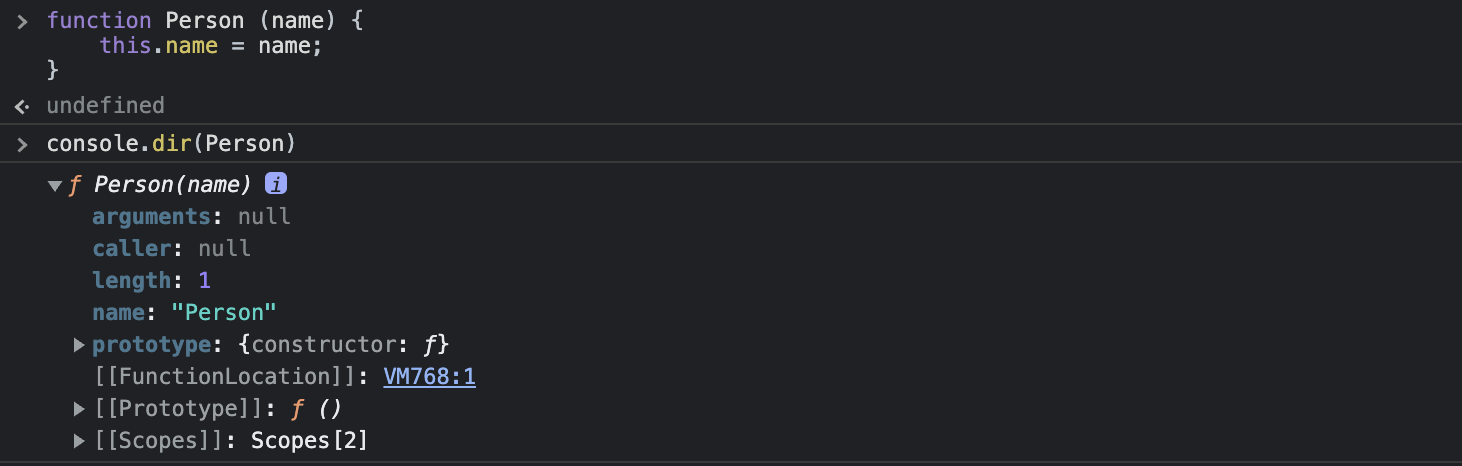 function Person (name) {
    this.name = name;
}
undefined
console.dir(Person)
ƒ Person(name) i
arguments: null
caller: null
length: 1
name: "Person"
prototype: {constructor: ƒ}
[[FunctionLocation]]: VM768:1
[[Prototype]]: ƒ ()
[[Scopes]]: Scopes[2]